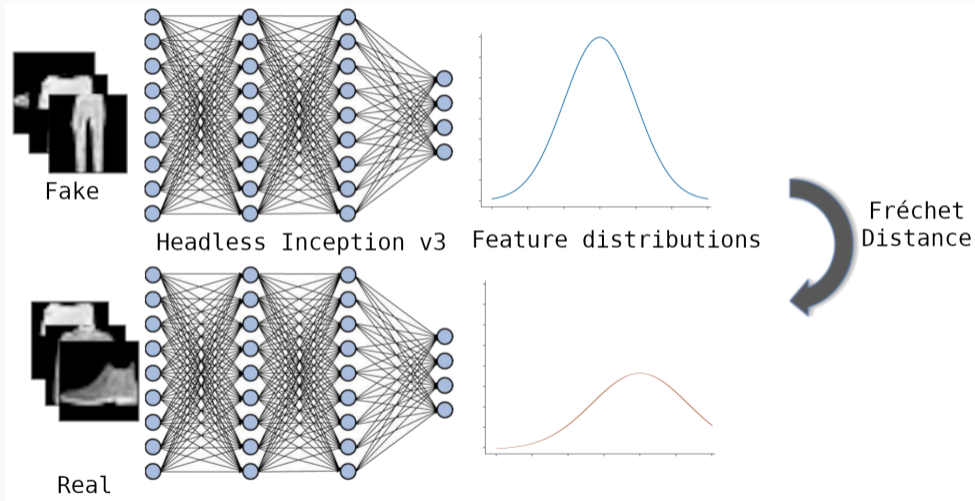 Fake
Headless Inception v3
Feature distributions
Fréchet
Distance
Real